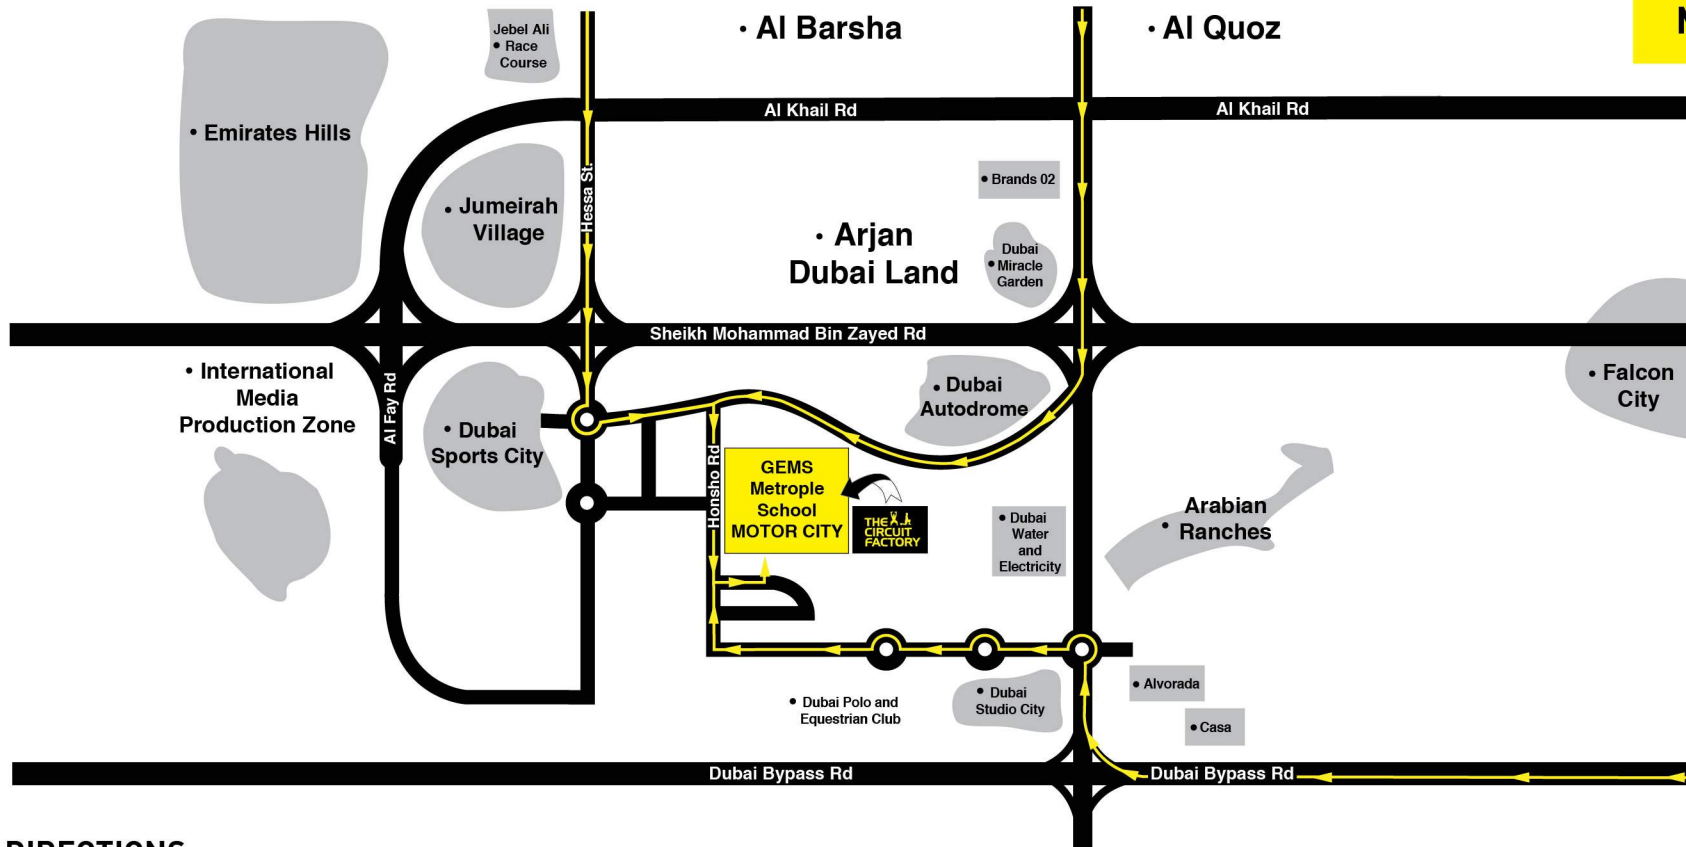 Jebel Ali
• Race
Course
• Al Barsha
• Al Quoz
• Emirates Hills
Al Khail Rd
Al Khail Rd
Hessa St.
• Brands 02
• Jumeirah
Village
• Arjan
Dubai Land
Dubai
• Miracle
Garden
Sheikh Mohammad Bin Zayed Rd
• International
Media
Production Zone
Al Fay Rd
• Dubai
Autodrome
• Falcon
City
• Dubai
Sports City
Honsho Rd
GEMS
Metrople
School
MOTOR CITY
THE
CIRCUIT
FACTORY
• Dubai
Water
and
Electricity
Arabian
• Ranches
• Alvorada
• Dubai
Studio City
• Dubai Polo and
Equestrian Club
• Casa
Dubai Bypass Rd
Dubai Bypass Rd
DIRECTIONS